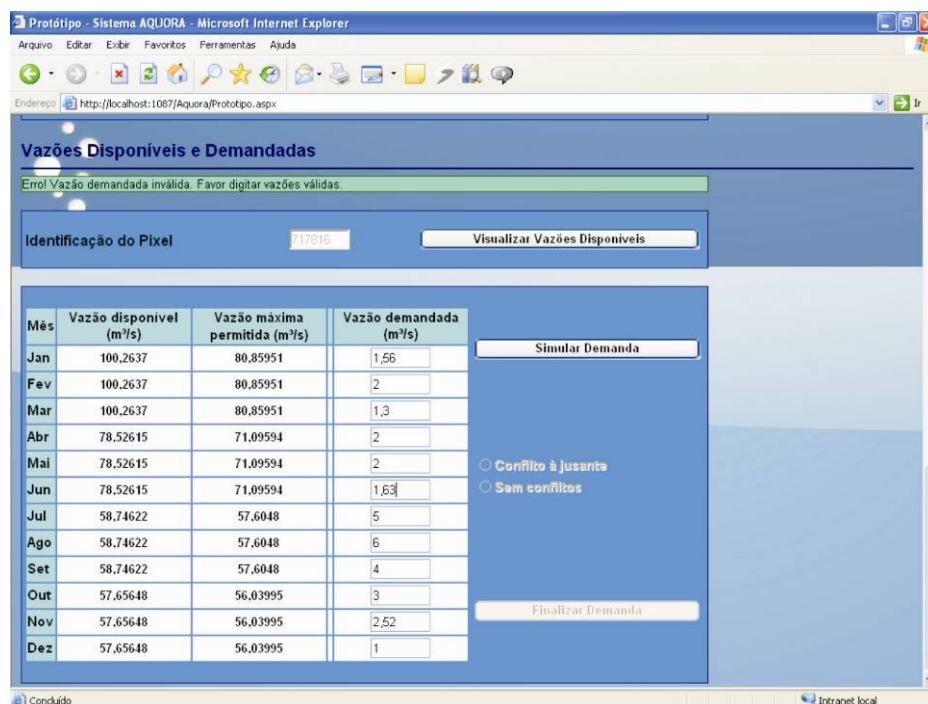 Protótipo - Sistema AQUORA - Microsoft Internet Explorer
Arquivo Editar Exibir Favoritos Ferramentas Ajuda
Endereço http://localhost:1087/Aquora/Prototipo.aspx Ir
Vazões Disponíveis e Demandadas
Erro! Vazão demandada inválida. Favor digitar vazões válidas.
Identificação do Pixel 717816 Visualizar Vazões Disponíveis
Mês Vazão disponível (m³/s) Vazão máxima permitida (m³/s) Vazão demandada (m³/s)
Simular Demanda
Jan 100,2637 80,85951 1,56
Fev 100,2637 80,85951 2
Mar 100,2637 80,85951 1,3
Abr 78,52615 71,09594 2
Mai 78,52615 71,09594 2 Conflito à jusante
Jun 78,52615 71,09594 1,63 Sem conflitos
Jul 58,74622 57,6048 5
Ago 58,74622 57,6048 6
Set 58,74622 57,6048 4
Out 57,65648 56,03995 3 Finalizar Demanda
Nov 57,65648 56,03995 2,52
Dez 57,65648 56,03995 1
Concluído Intranet local